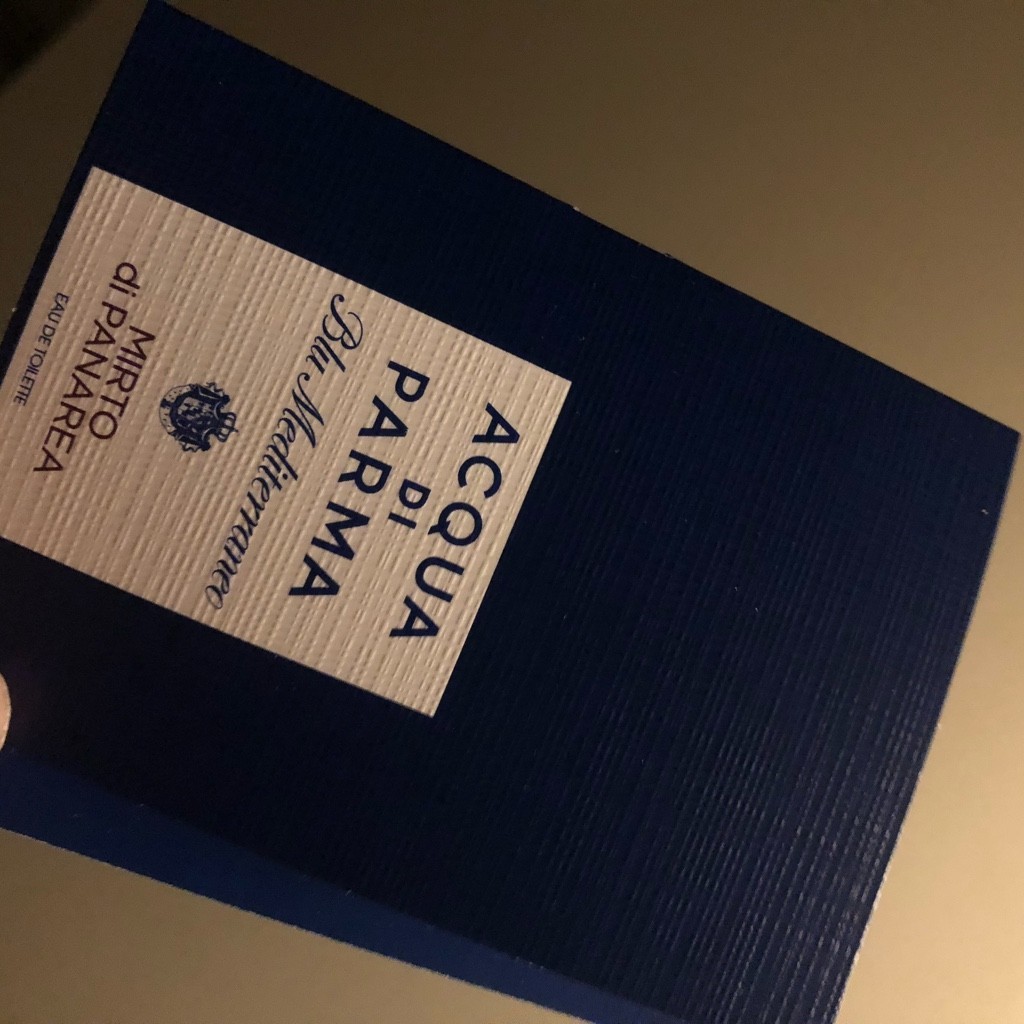 ACQUA
DI
PARMA
Blu Mediterraneo
MIRTO
di PANAREA
EAU DE TOILETTE